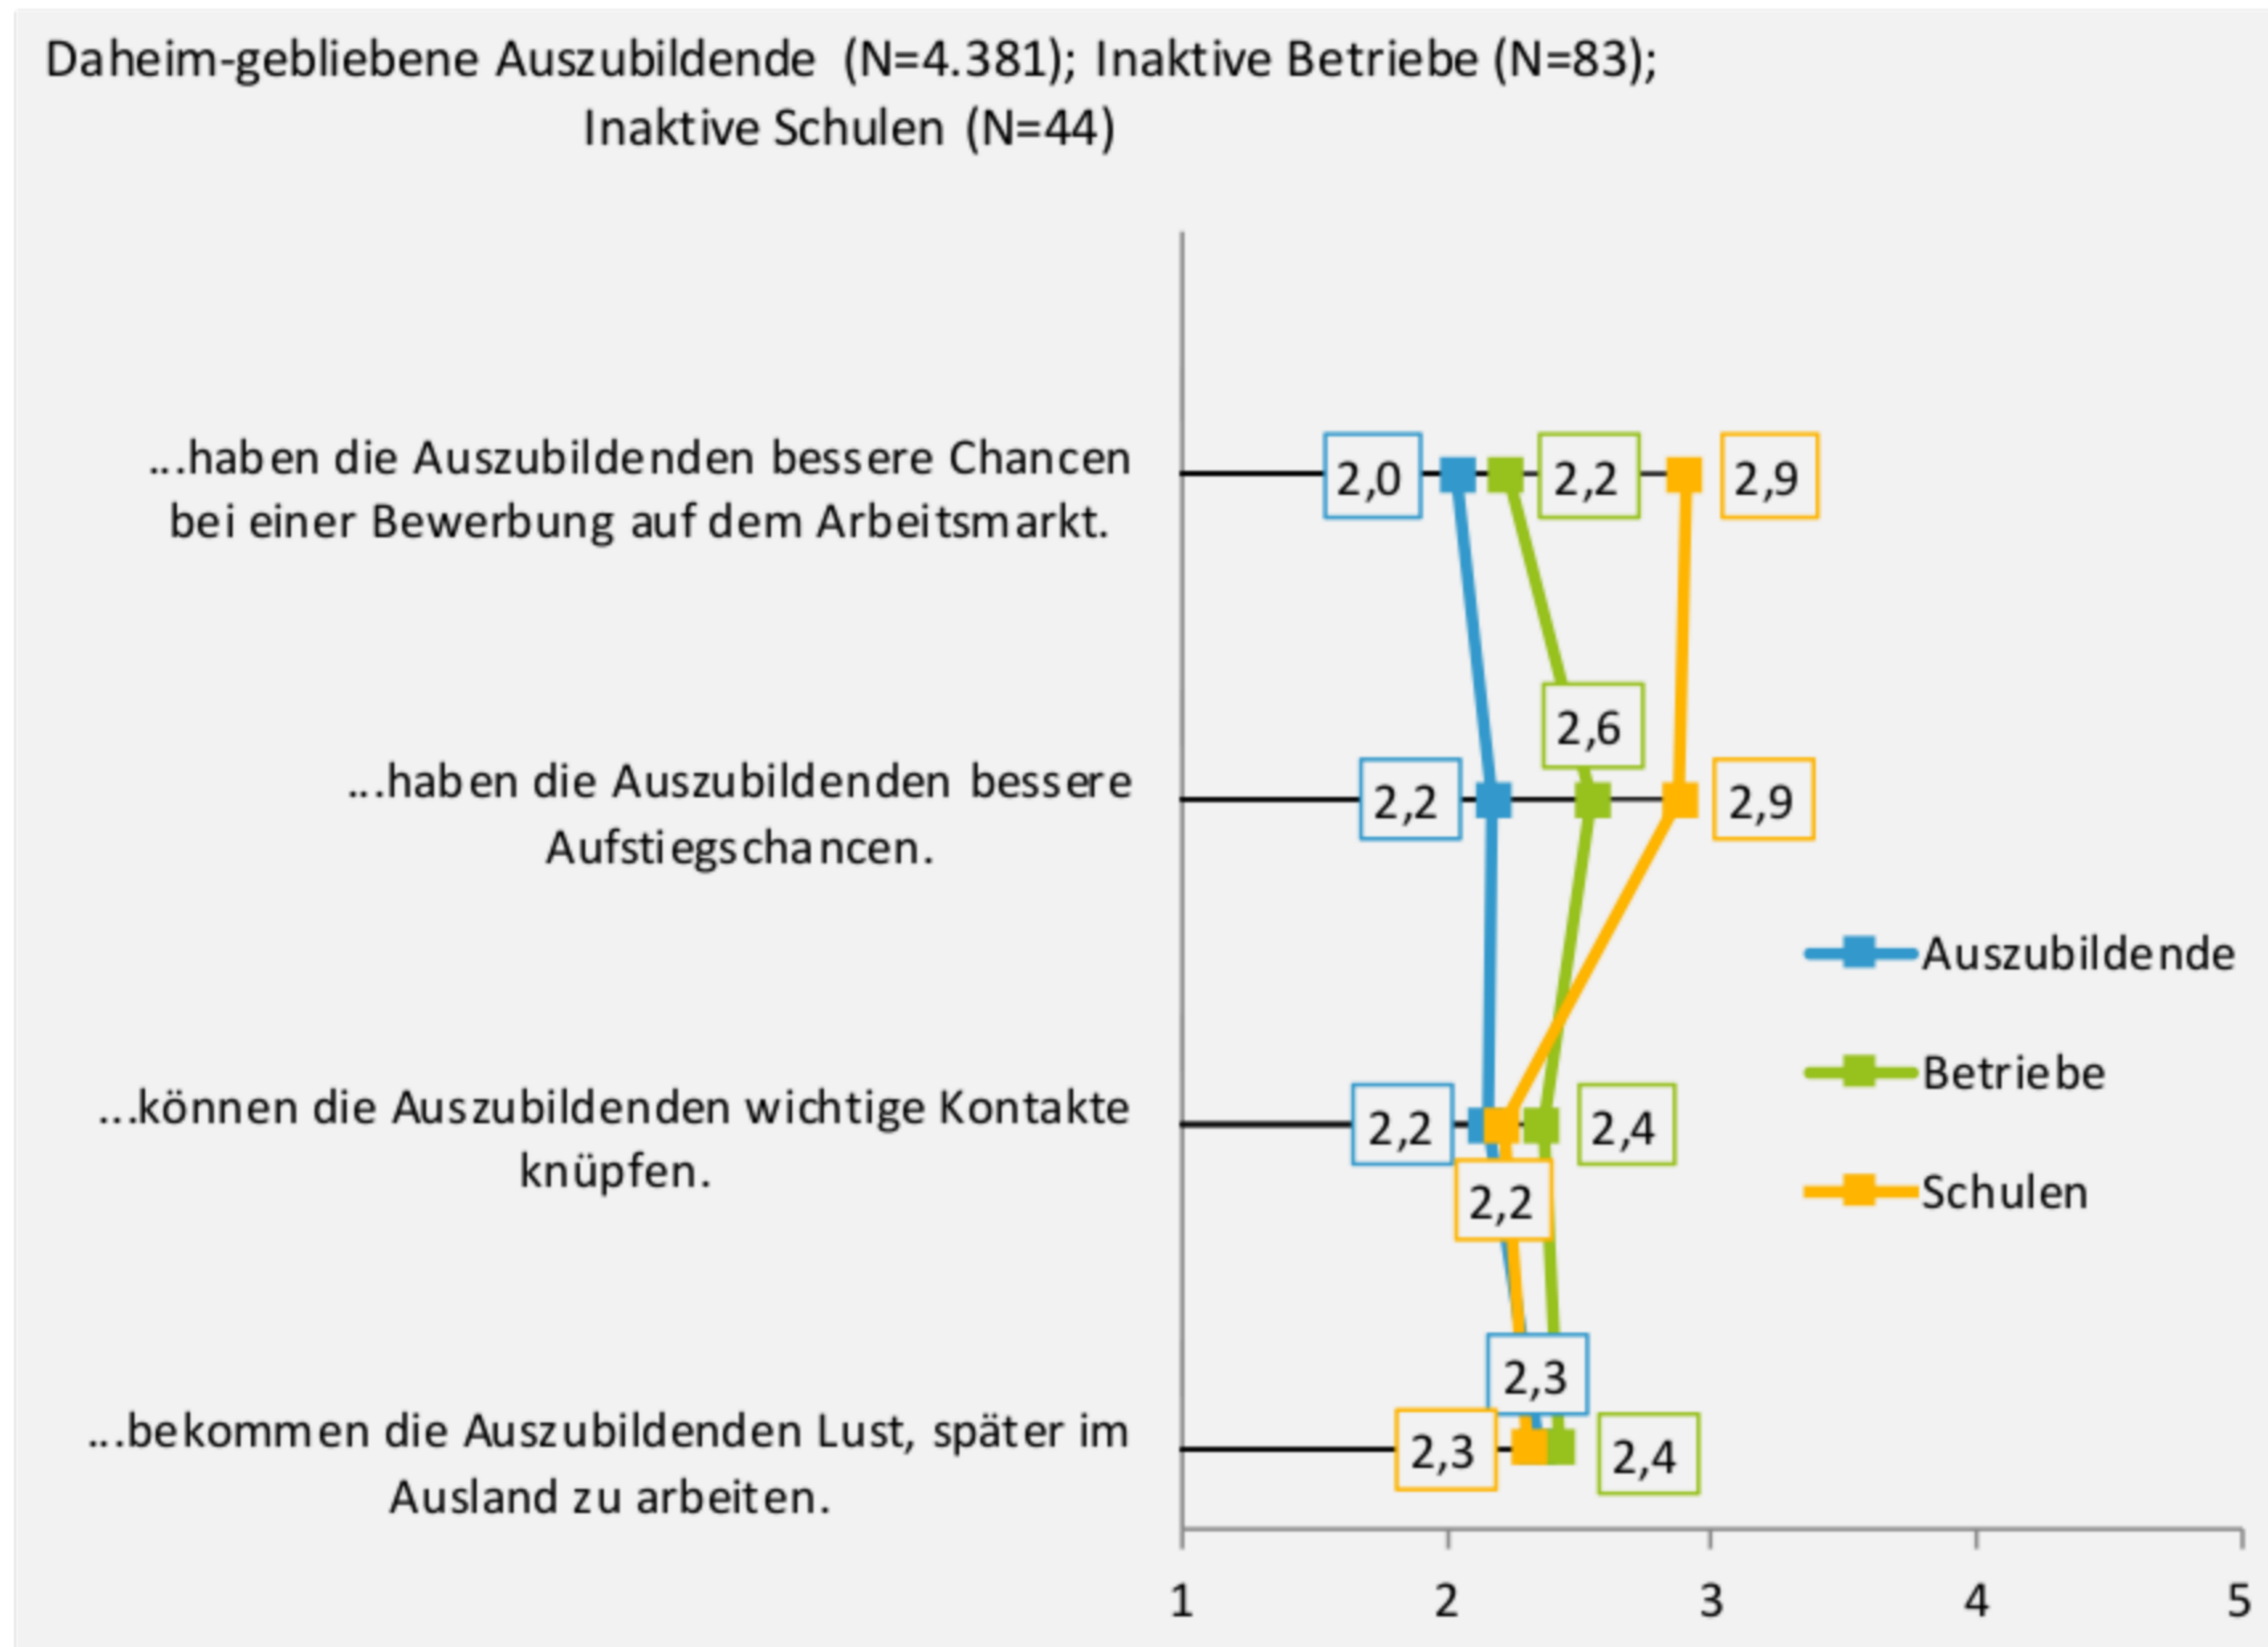 Daheim-gebliebene Auszubildende (N=4.381); Inaktive Betriebe (N=83);
Inaktive Schulen (N=44)
...haben die Auszubildenden bessere Chancen
bei einer Bewerbung auf dem Arbeitsmarkt.
2,0
2,2
2,9
2,6
...haben die Auszubildenden bessere
Aufstiegschancen.
2,2
2,9
Auszubildende
Betriebe
Schulen
...können die Auszubildenden wichtige Kontakte
knüpfen.
2,2
2,4
2,2
2,3
...bekommen die Auszubildenden Lust, später im
Ausland zu arbeiten.
2,3
2,4
1 2 3 4 5